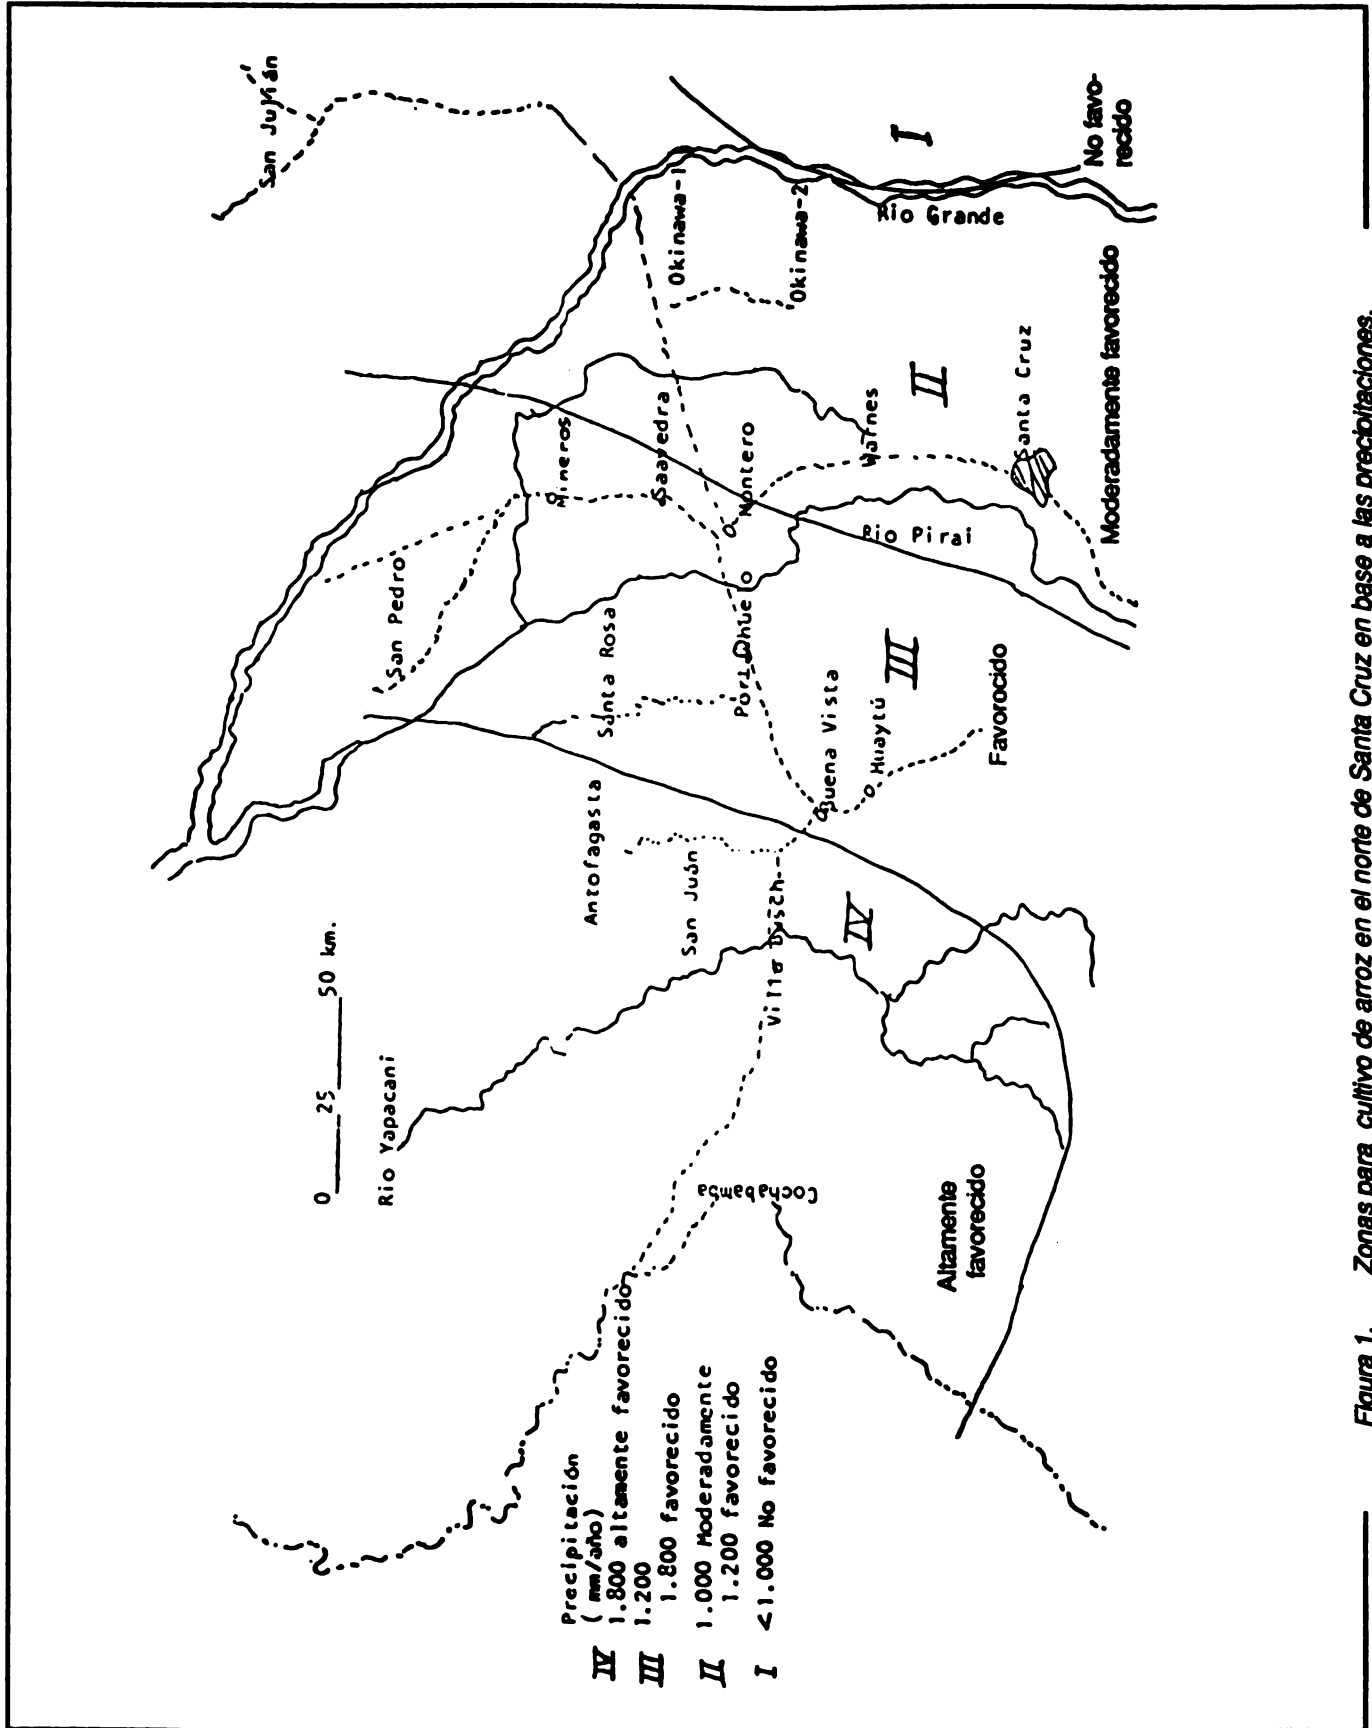 San Julián
Rio Yapacani
0 25 50 km.
San Pedro
Antofagasta
Santa Rosa
Mineros
San Juán
Saavedra
Okinawa-1
Cochabamba
Villa Busch
Portachuelo
Montero
Okinawa-2
Buena Vista
Huaytú
Warnes
Rio Pirai
Rio Grande
Santa Cruz
I
II
III
IV
No favo-
recido
Moderadamente favorecido
Favorocido
Altamente
favorecido
Precipitación
(mm/año)
IV 1.800 altamente favorecido
III 1.200
1.800 favorecido
II 1.000 Moderadamente
1.200 favorecido
I <1.000 No favorecido
Figura 1. Zonas para cultivo de arroz en el norte de Santa Cruz en base a las precipitaciones.